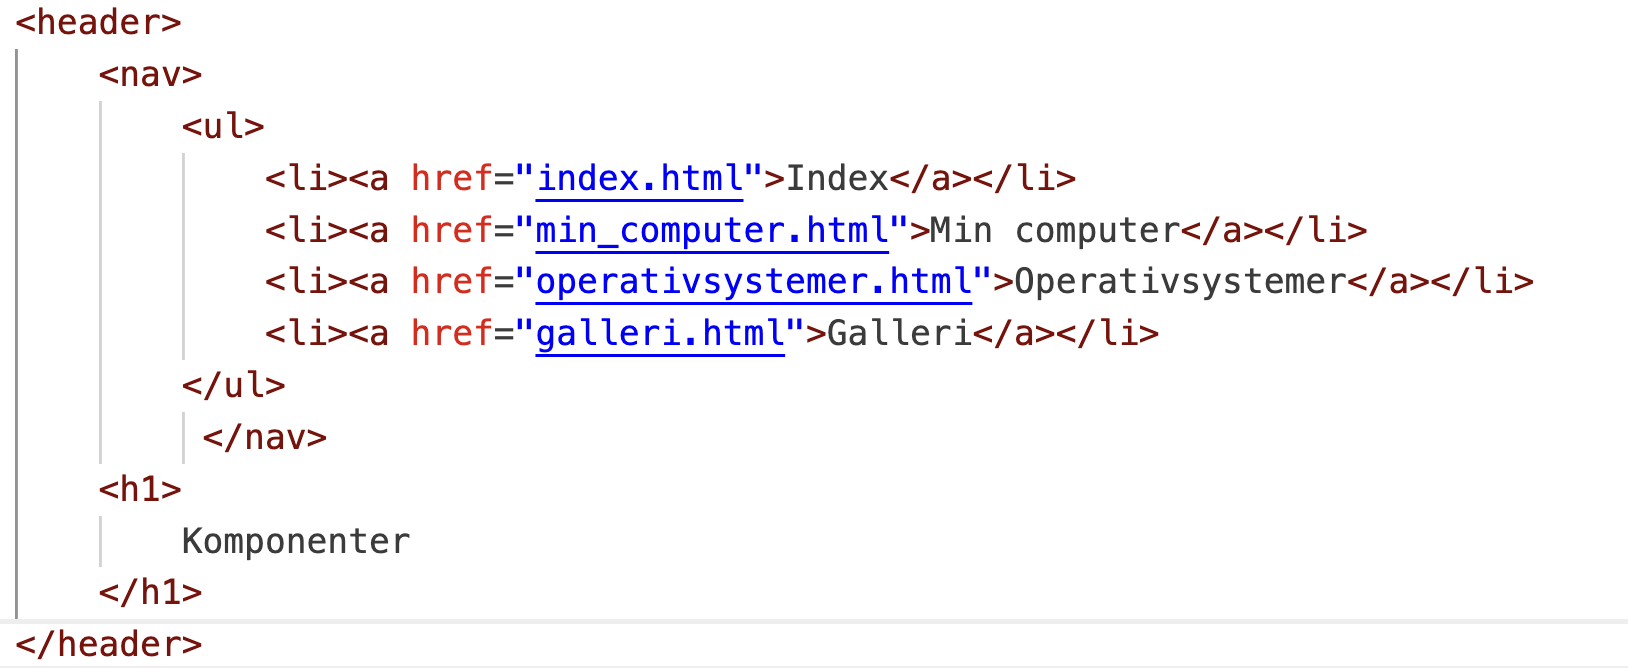 <header>
    <nav>
        <ul>
            <li><a href="index.html">Index</a></li>
            <li><a href="min_computer.html">Min computer</a></li>
            <li><a href="operativsystemer.html">Operativsystemer</a></li>
            <li><a href="galleri.html">Galleri</a></li>
        </ul>
         </nav>
    <h1>
        Komponenter
    </h1>
</header>